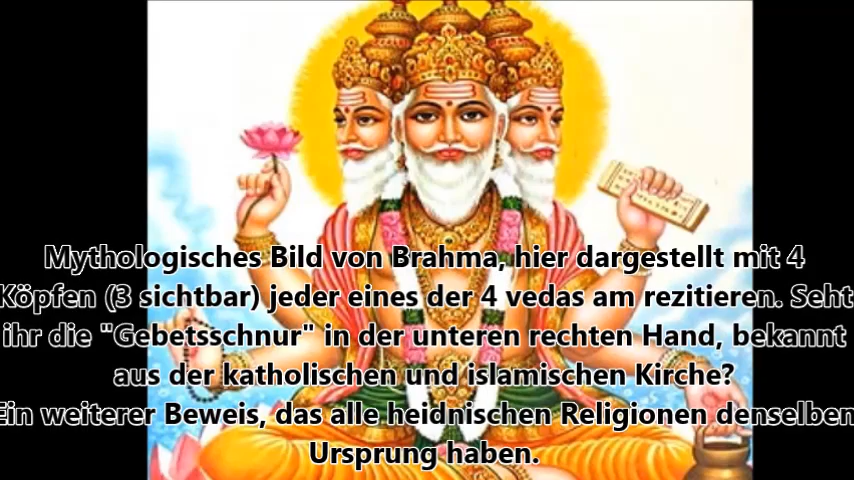 Mythologisches Bild von Brahma, hier dargestellt mit 4
Köpfen (3 sichtbar) jeder eines der 4 vedas am rezitieren. Seht
ihr die "Gebetsschnur" in der unteren rechten Hand, bekannt
aus der katholischen und islamischen Kirche?
Ein weiterer Beweis, das alle heidnischen Religionen denselben
Ursprung haben.